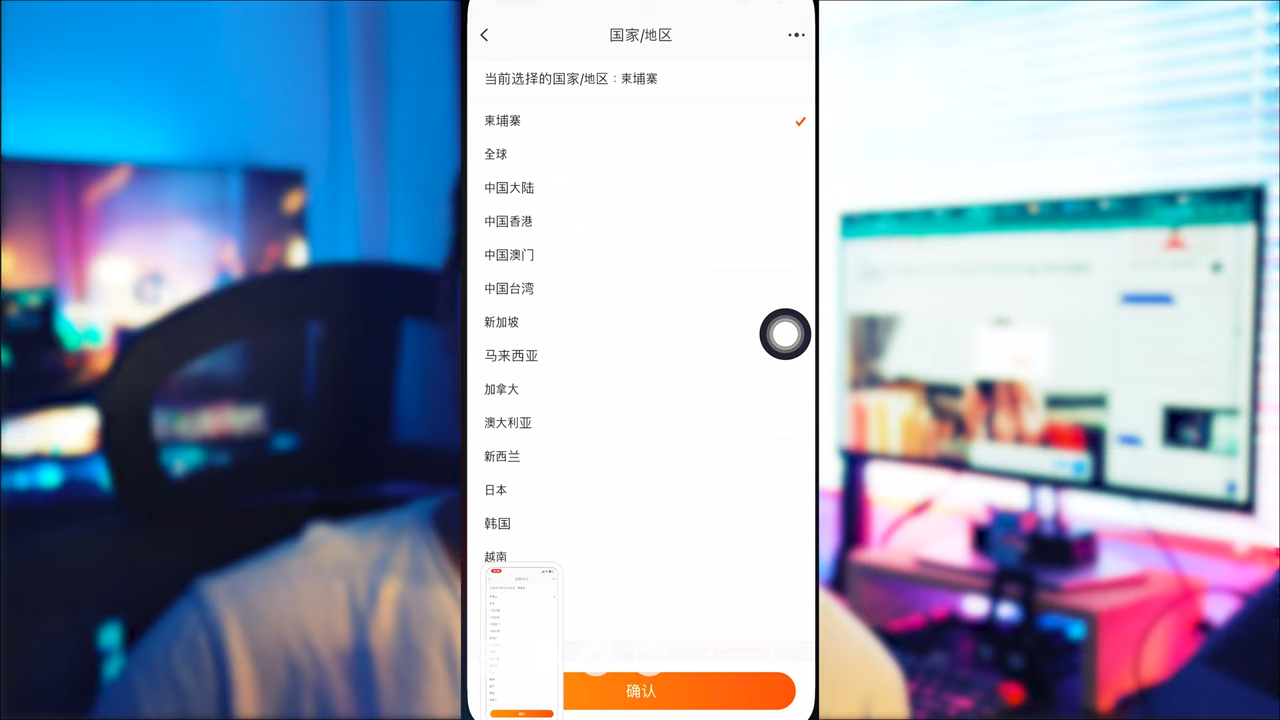 国家/地区
当前选择的国家/地区：柬埔寨
柬埔寨
全球
中国大陆
中国香港
中国澳门
中国台湾
新加坡
马来西亚
加拿大
澳大利亚
新西兰
日本
韩国
越南
确认